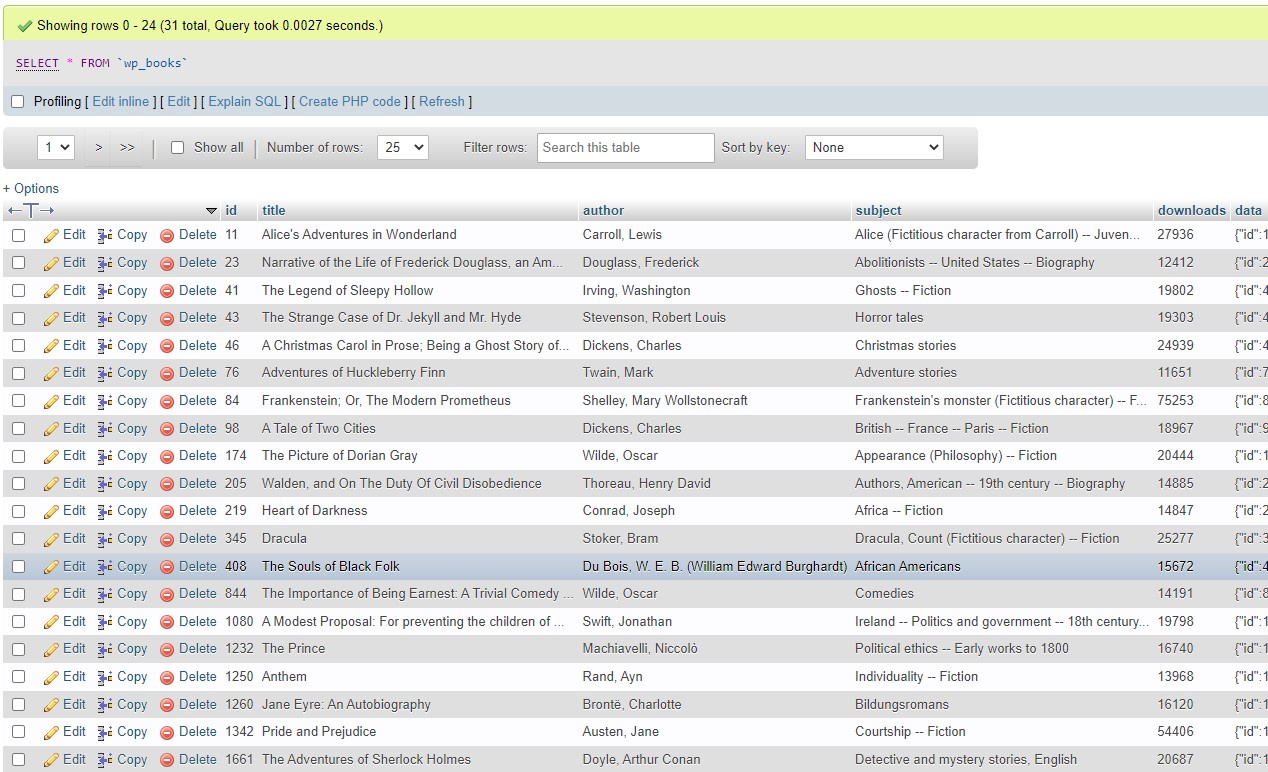 Showing rows 0 - 24 (31 total, Query took 0.0027 seconds.)
SELECT * FROM `wp_books`
Profiling [ Edit inline ] [ Edit ] [ Explain SQL ] [ Create PHP code ] [ Refresh ]
1 > >> | Show all | Number of rows: 25 Filter rows: Search this table Sort by key: None
+ Options
←T→ id title author subject downloads data
Edit Copy Delete 11 Alice's Adventures in Wonderland Carroll, Lewis Alice (Fictitious character from Carroll) -- Juven... 27936 {"id":1
Edit Copy Delete 23 Narrative of the Life of Frederick Douglass, an Am... Douglass, Frederick Abolitionists -- United States -- Biography 12412 {"id":2
Edit Copy Delete 41 The Legend of Sleepy Hollow Irving, Washington Ghosts -- Fiction 19802 {"id":4
Edit Copy Delete 43 The Strange Case of Dr. Jekyll and Mr. Hyde Stevenson, Robert Louis Horror tales 19303 {"id":4
Edit Copy Delete 46 A Christmas Carol in Prose; Being a Ghost Story of... Dickens, Charles Christmas stories 24939 {"id":4
Edit Copy Delete 76 Adventures of Huckleberry Finn Twain, Mark Adventure stories 11651 {"id":7
Edit Copy Delete 84 Frankenstein; Or, The Modern Prometheus Shelley, Mary Wollstonecraft Frankenstein's monster (Fictitious character) -- F... 75253 {"id":8
Edit Copy Delete 98 A Tale of Two Cities Dickens, Charles British -- France -- Paris -- Fiction 18967 {"id":9
Edit Copy Delete 174 The Picture of Dorian Gray Wilde, Oscar Appearance (Philosophy) -- Fiction 20444 {"id":1
Edit Copy Delete 205 Walden, and On The Duty Of Civil Disobedience Thoreau, Henry David Authors, American -- 19th century -- Biography 14885 {"id":2
Edit Copy Delete 219 Heart of Darkness Conrad, Joseph Africa -- Fiction 14847 {"id":2
Edit Copy Delete 345 Dracula Stoker, Bram Dracula, Count (Fictitious character) -- Fiction 25277 {"id":3
Edit Copy Delete 408 The Souls of Black Folk Du Bois, W. E. B. (William Edward Burghardt) African Americans 15672 {"id":4
Edit Copy Delete 844 The Importance of Being Earnest: A Trivial Comedy ... Wilde, Oscar Comedies 14191 {"id":8
Edit Copy Delete 1080 A Modest Proposal: For preventing the children of ... Swift, Jonathan Ireland -- Politics and government -- 18th century... 19798 {"id":1
Edit Copy Delete 1232 The Prince Machiavelli, Niccolò Political ethics -- Early works to 1800 16740 {"id":1
Edit Copy Delete 1250 Anthem Rand, Ayn Individuality -- Fiction 13968 {"id":1
Edit Copy Delete 1260 Jane Eyre: An Autobiography Brontë, Charlotte Bildungsromans 16120 {"id":1
Edit Copy Delete 1342 Pride and Prejudice Austen, Jane Courtship -- Fiction 54406 {"id":1
Edit Copy Delete 1661 The Adventures of Sherlock Holmes Doyle, Arthur Conan Detective and mystery stories, English 20687 {"id":1